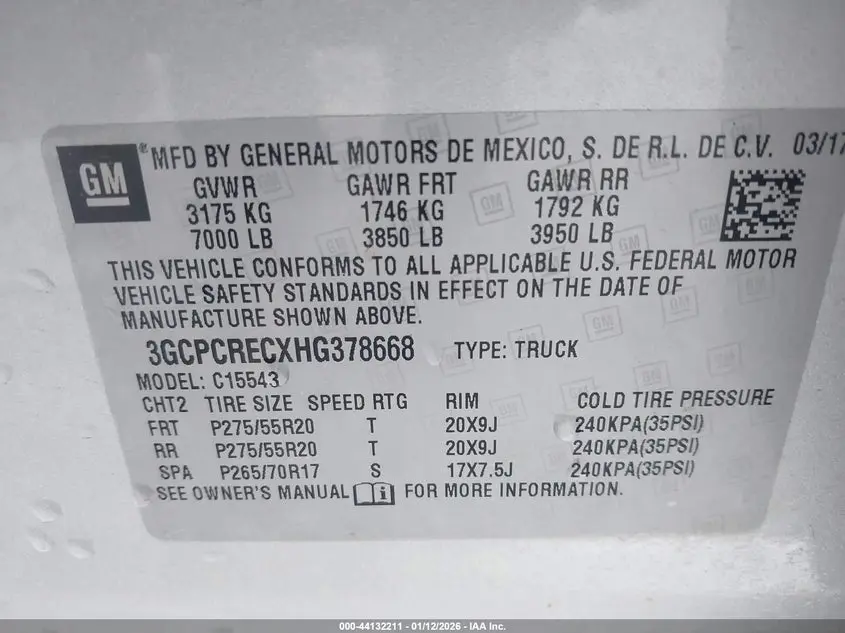 GM
® MFD BY GENERAL MOTORS DE MEXICO, S. DE R.L. DE C.V. 03/17
GVWR GAWR FRT GAWR RR
3175 KG 1746 KG 1792 KG
7000 LB 3850 LB 3950 LB
THIS VEHICLE CONFORMS TO ALL APPLICABLE U.S. FEDERAL MOTOR
VEHICLE SAFETY STANDARDS IN EFFECT ON THE DATE OF
MANUFACTURE SHOWN ABOVE.
3GCPCRECXHG378668 TYPE: TRUCK
MODEL: C15543
CHT2 TIRE SIZE SPEED RTG RIM COLD TIRE PRESSURE
FRT P275/55R20 T 20X9J 240KPA(35PSI)
RR P275/55R20 T 20X9J 240KPA(35PSI)
SPA P265/70R17 S 17X7.5J 240KPA(35PSI)
SEE OWNER'S MANUAL i FOR MORE INFORMATION.
000-44132211 - 01/12/2026 - IAA Inc.